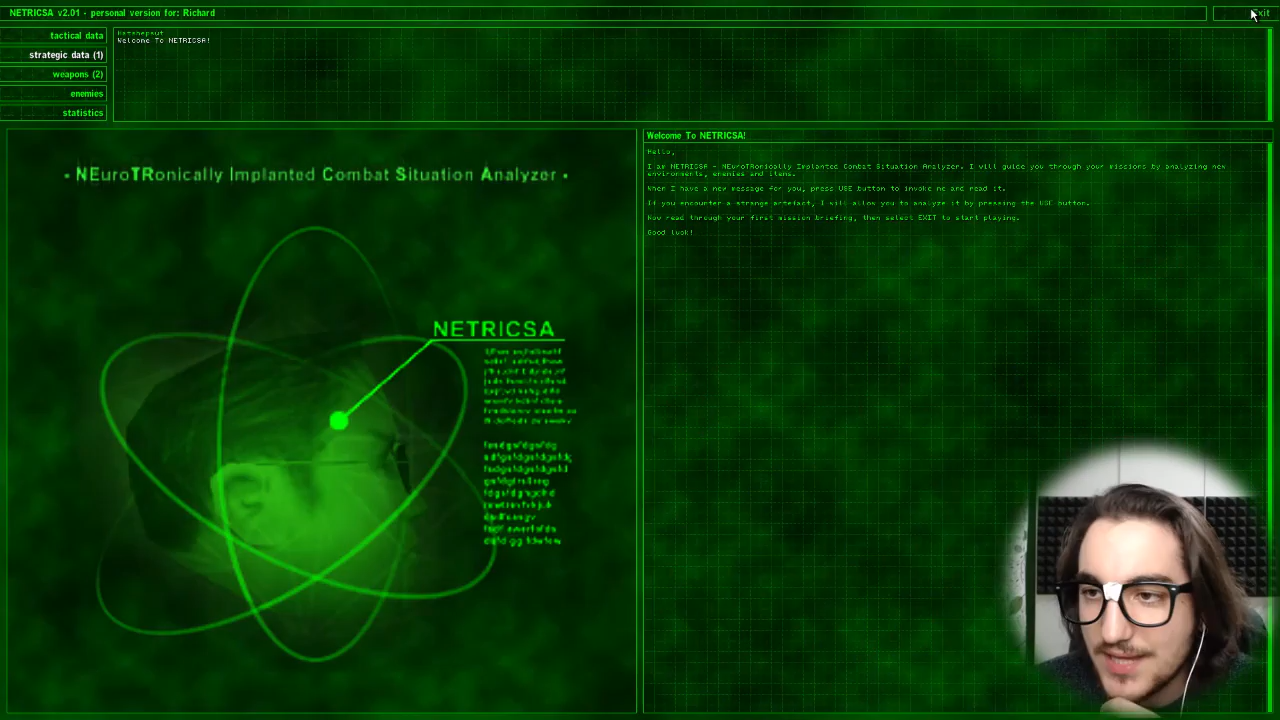 NETRICSA v2.01 - personal version for: Richard
Exit
tactical data
strategic data (1)
weapons (2)
enemies
statistics
Hatshepsut
Welcome To NETRICSA!
- NEuroTRonically Implanted Combat Situation Analyzer -
NETRICSA
Welcome To NETRICSA!
Hello,
I am NETRICSA - NEuroTRonically Implanted Combat Situation Analyzer. I will guide you through your missions by analyzing new
environments, enemies and items.
When I have a new message for you, press USE button to invoke me and read it.
If you encounter a strange artefact, I will allow you to analyze it by pressing the USE button.
Now read through your first mission briefing, then select EXIT to start playing.
Good luck!